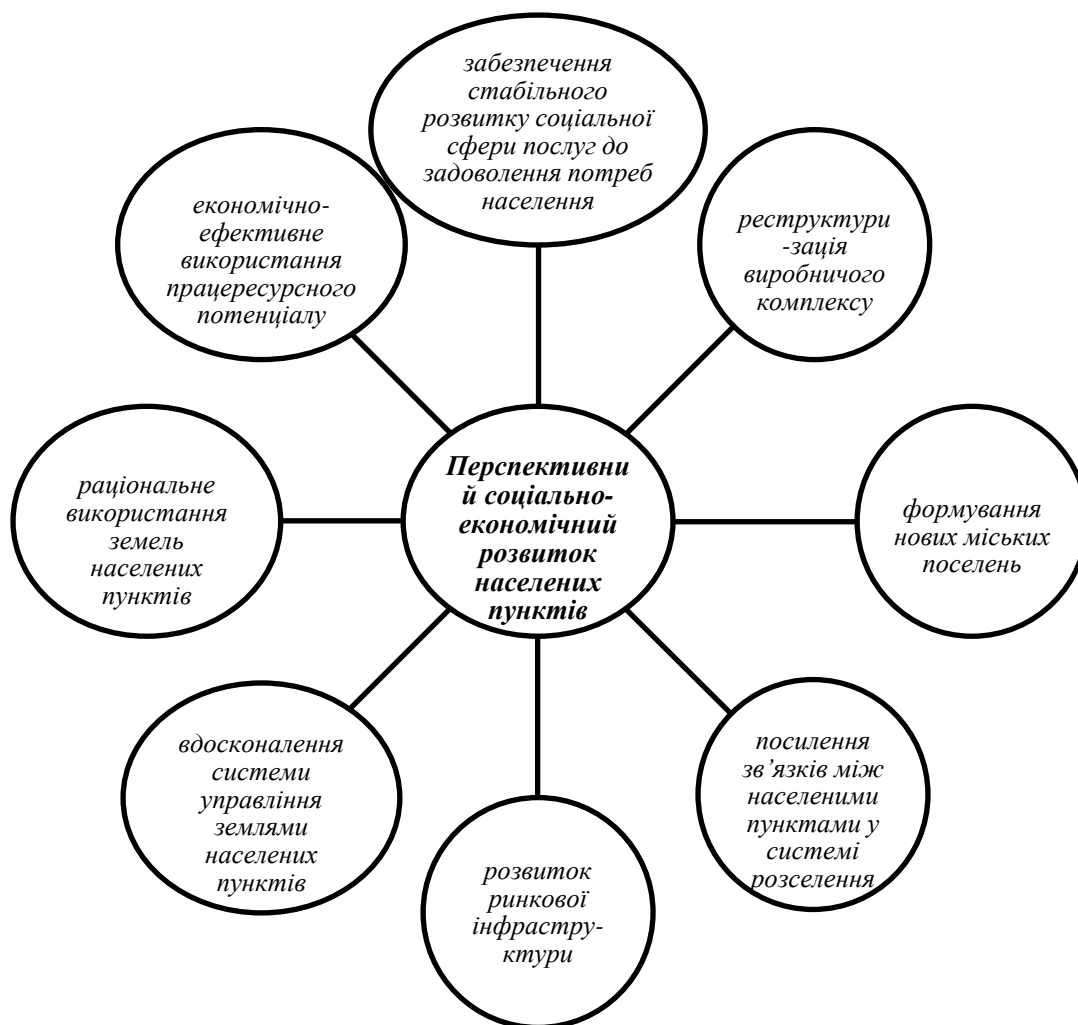 забезпечення
стабільного
розвитку соціальної
сфери послуг до
задоволення потреб
населення
економічно-
ефективне
використання
працересурсного
потенціалу
реструктури
-зація
виробничого
комплексу
раціональне
використання
земель
населених
пунктів
Перспективни
й соціально-
економічний
розвиток
населених
пунктів
формування
нових міських
поселень
вдосконалення
системи
управління
землями
населених
пунктів
розвиток
ринкової
інфрастру-
ктури
посилення
зв’язків між
населеними
пунктами у
системі
розселення